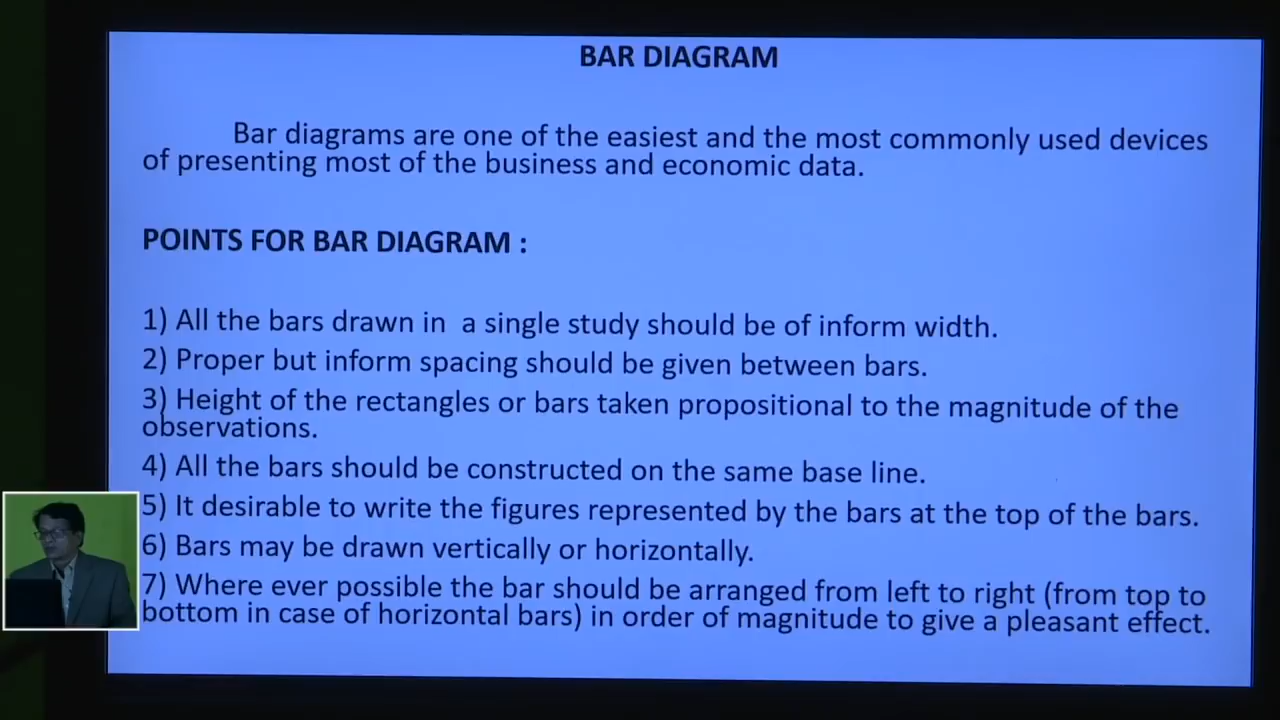 BAR DIAGRAM
Bar diagrams are one of the easiest and the most commonly used devices
of presenting most of the business and economic data.
POINTS FOR BAR DIAGRAM :
1) All the bars drawn in a single study should be of inform width.
2) Proper but inform spacing should be given between bars.
3) Height of the rectangles or bars taken propositional to the magnitude of the
observations.
4) All the bars should be constructed on the same base line.
5) It desirable to write the figures represented by the bars at the top of the bars.
6) Bars may be drawn vertically or horizontally.
7) Where ever possible the bar should be arranged from left to right (from top to
bottom in case of horizontal bars) in order of magnitude to give a pleasant effect.